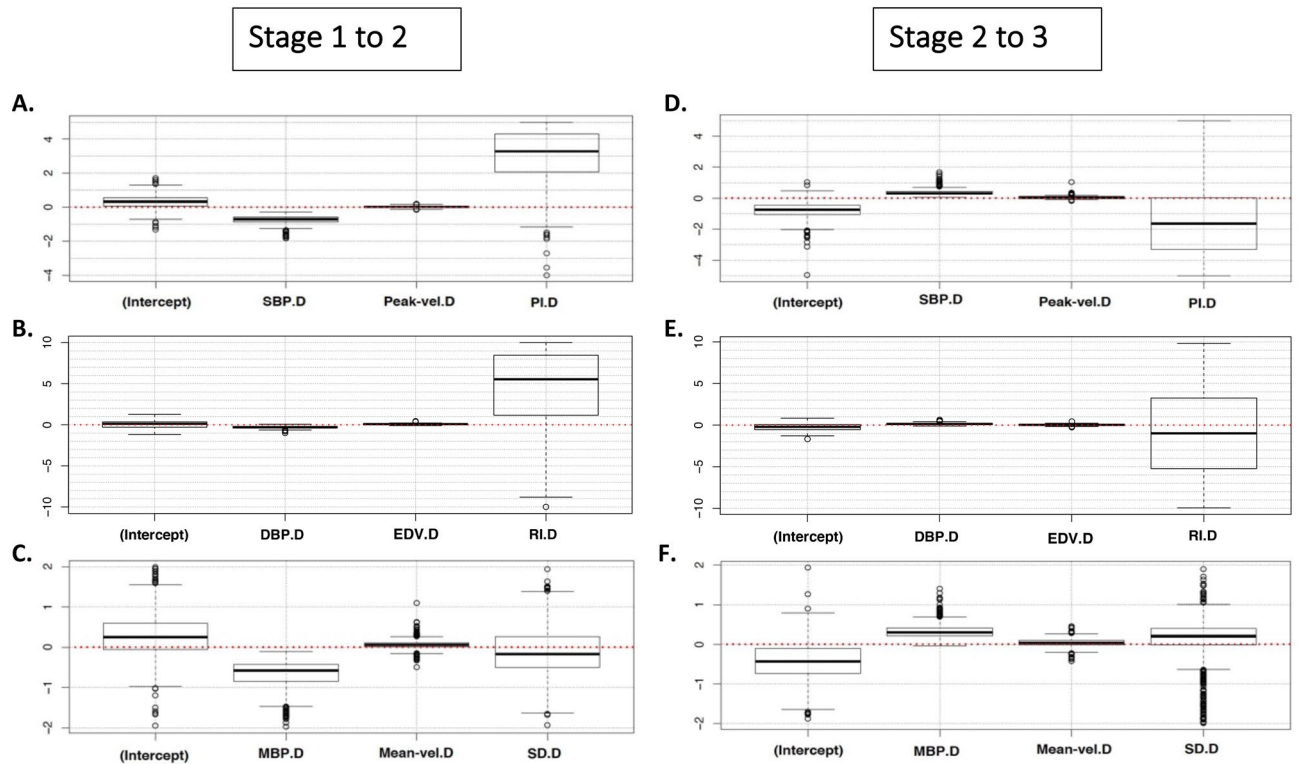 Stage 1 to 2
Stage 2 to 3
A.
4
2
0
−2
−4
(Intercept) SBP.D Peak-vel.D PI.D
D.
4
2
0
−2
−4
(Intercept) SBP.D Peak-vel.D PI.D
B.
10
5
0
−5
−10
(Intercept) DBP.D EDV.D RI.D
E.
10
5
0
−5
−10
(Intercept) DBP.D EDV.D RI.D
C.
2
1
0
−1
−2
(Intercept) MBP.D Mean-vel.D SD.D
F.
2
1
0
−1
−2
(Intercept) MBP.D Mean-vel.D SD.D